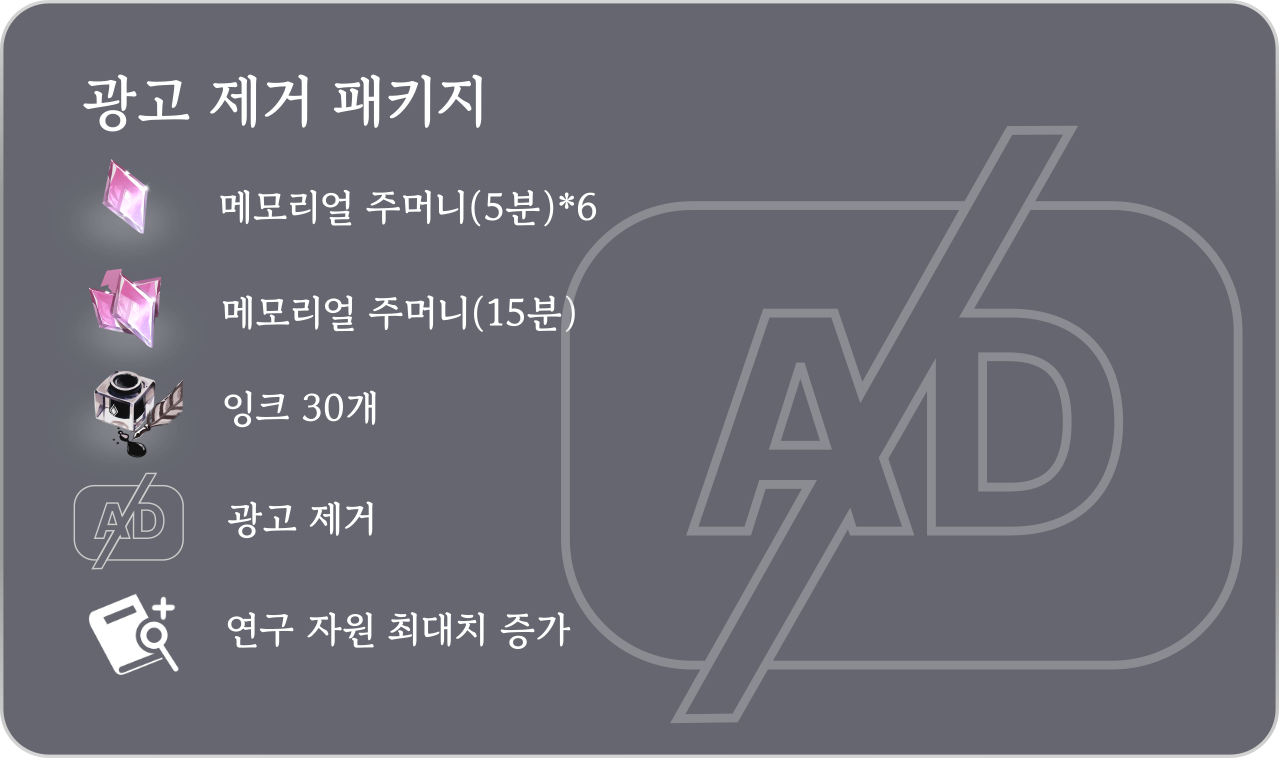 광고 제거 패키지
메모리얼 주머니(5분)*6
메모리얼 주머니(15분)
잉크 30개
AD
광고 제거
연구 자원 최대치 증가
AD